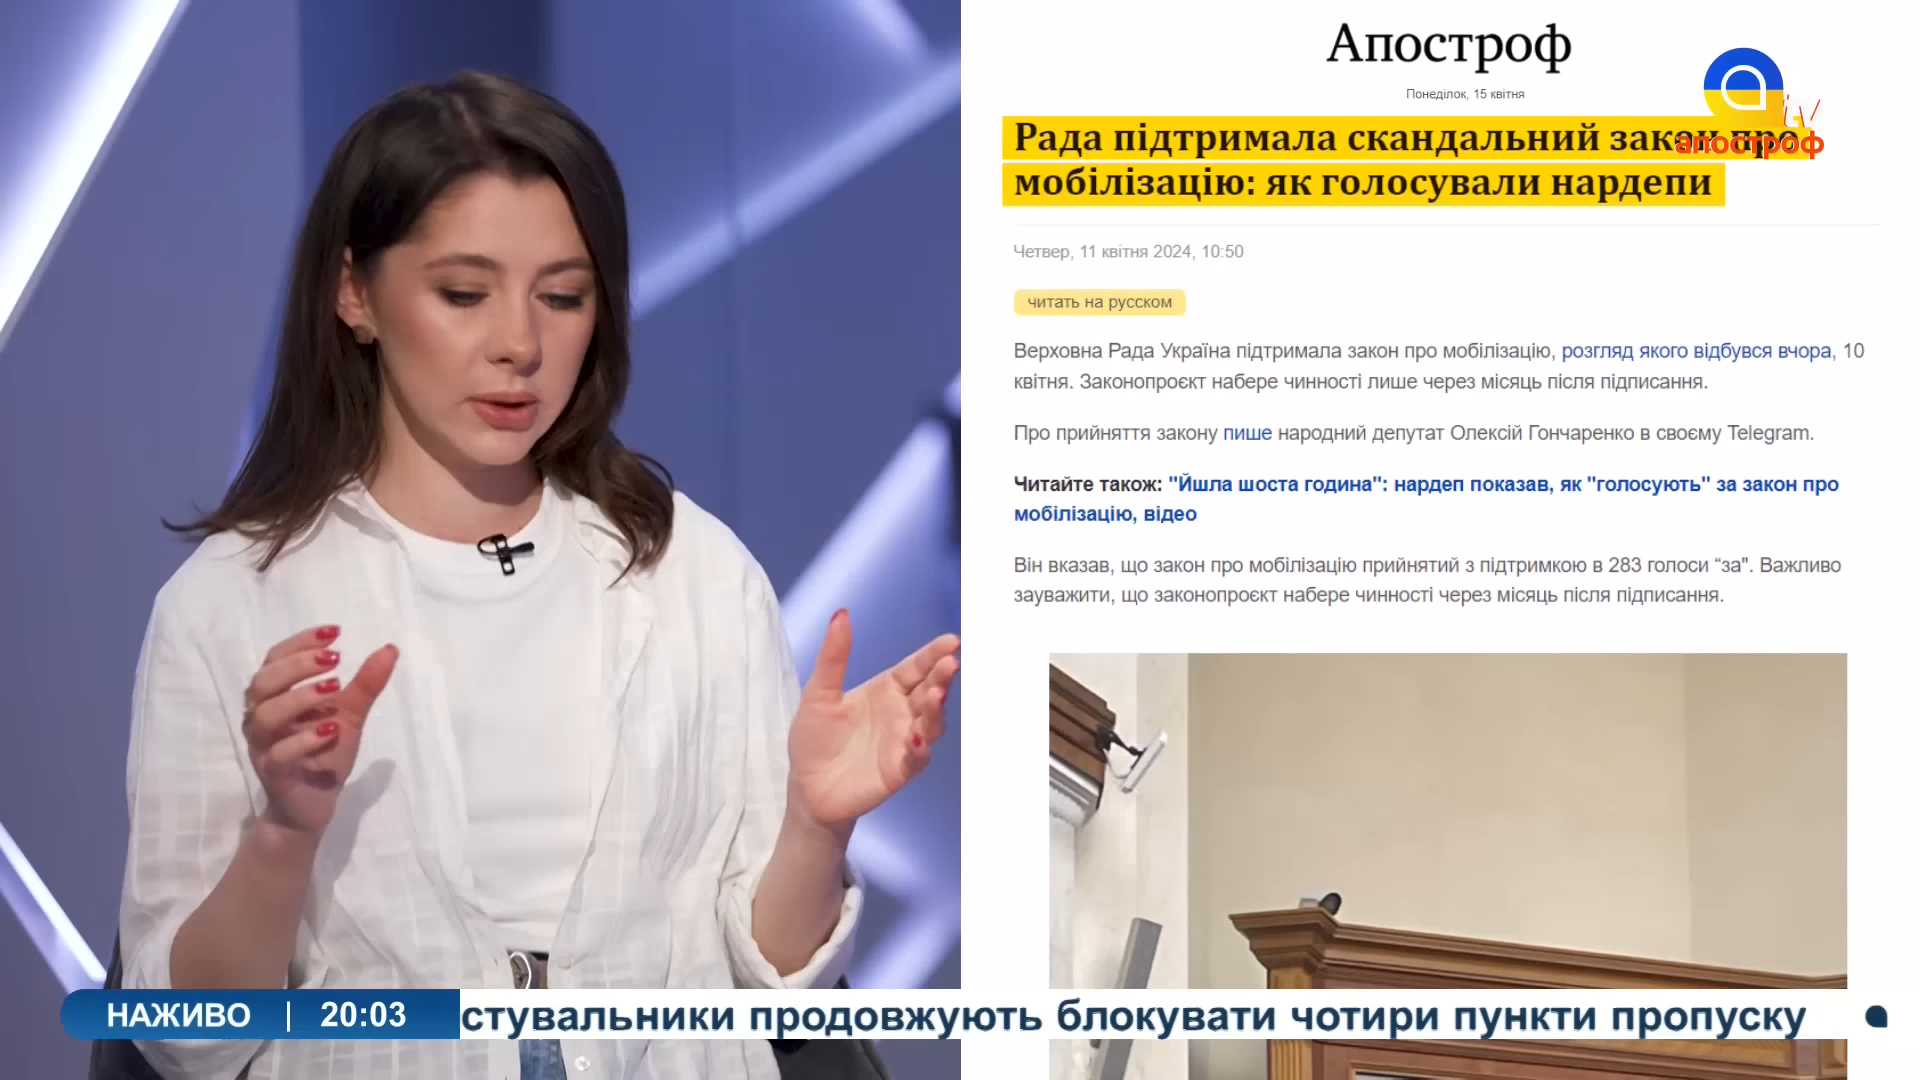 Апостроф
Понеділок, 15 квітня
tv
апостроф
Рада підтримала скандальний закон про
мобілізацію: як голосували нардепи
Четвер, 11 квітня 2024, 10:50
читать на русском
Верховна Рада Україна підтримала закон про мобілізацію, розгляд якого відбувся вчора, 10
квітня. Законопроєкт набере чинності лише через місяць після підписання.
Про прийняття закону пише народний депутат Олексій Гончаренко в своєму Telegram.
Читайте також: "Йшла шоста година": нардеп показав, як "голосують" за закон про
мобілізацію, відео
Він вказав, що закон про мобілізацію прийнятий з підтримкою в 283 голоси “за". Важливо
зауважити, що законопроєкт набере чинності через місяць після підписання.
НАЖИВО | 20:03
стувальники продовжують блокувати чотири пункти пропуску